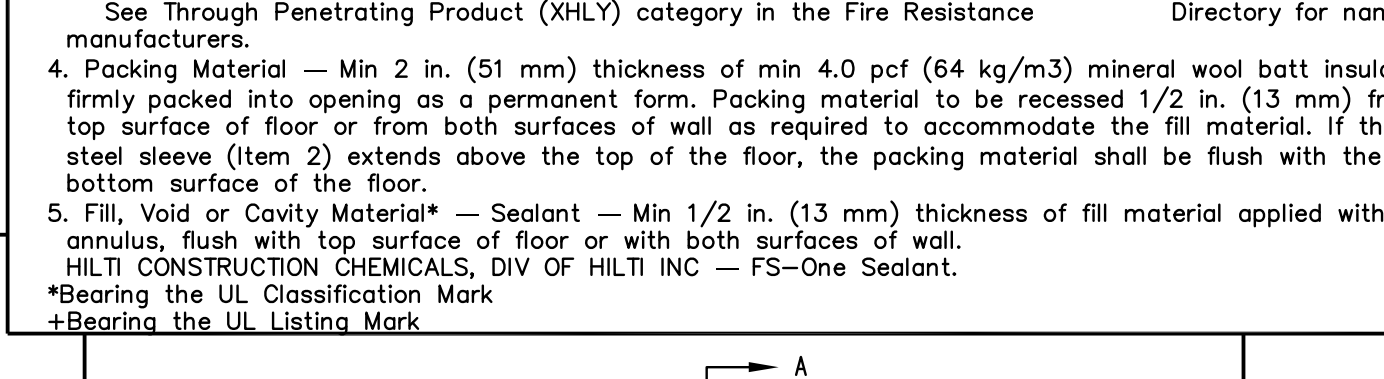 See Through Penetrating Product (XHLY) category in the Fire Resistance Directory for
manufacturers.
4. Packing Material — Min 2 in. (51 mm) thickness of min 4.0 pcf (64 kg/m3) mineral wool batt
firmly packed into opening as a permanent form. Packing material to be recessed 1/2 in. (13 mm)
top surface of floor or from both surfaces of wall as required to accommodate the fill material. If
steel sleeve (Item 2) extends above the top of the floor, the packing material shall be flush with the
bottom surface of the floor.
5. Fill, Void or Cavity Material* — Sealant — Min 1/2 in. (13 mm) thickness of fill material applied with
annulus, flush with top surface of floor or with both surfaces of wall.
HILTI CONSTRUCTION CHEMICALS, DIV OF HILTI INC — FS-One Sealant.
*Bearing the UL Classification Mark
+Bearing the UL Listing Mark
A